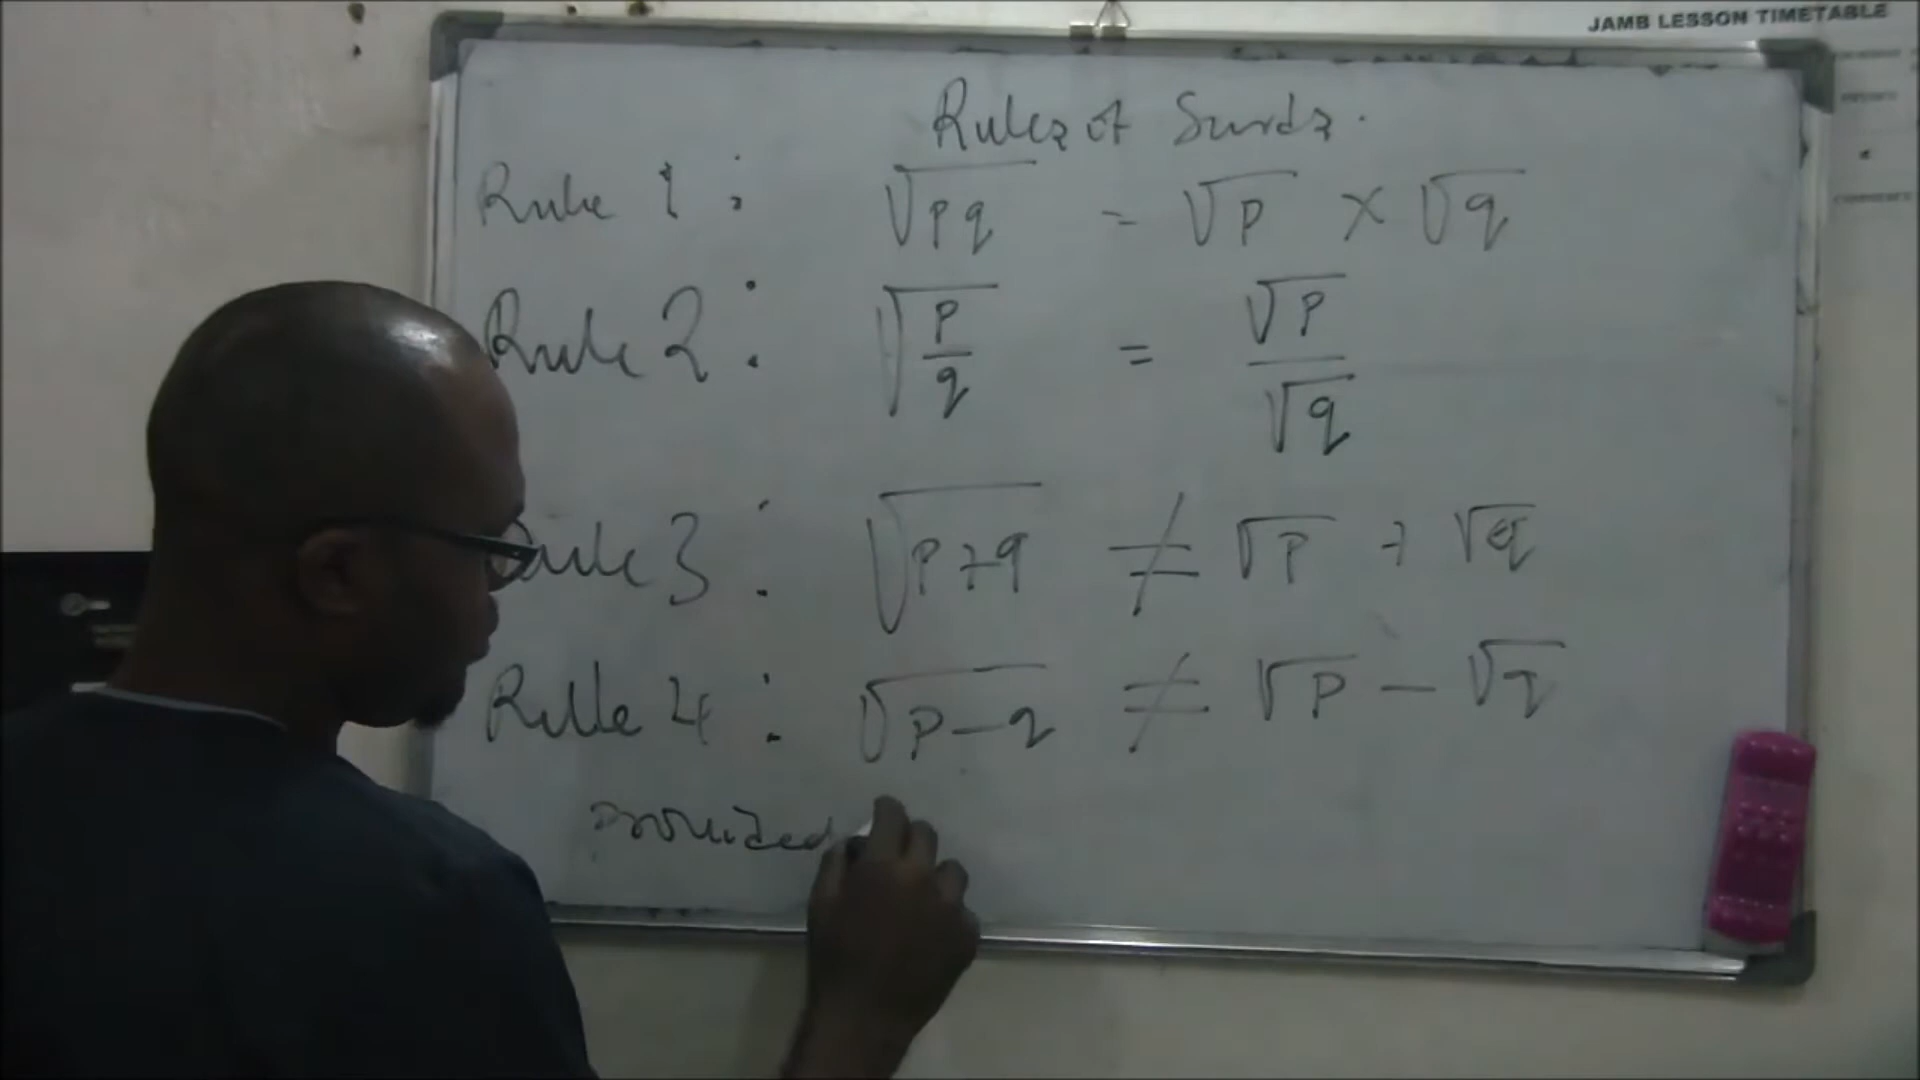 JAMB LESSON TIMETABLE
Rules of Surds.
Rule 1 : √pq = √p × √q
Rule 2 : √(p/q) = √p/√q
Rule 3 : √p+q ≠ √p + √q
Rule 4 : √p-q ≠ √p - √q
provided